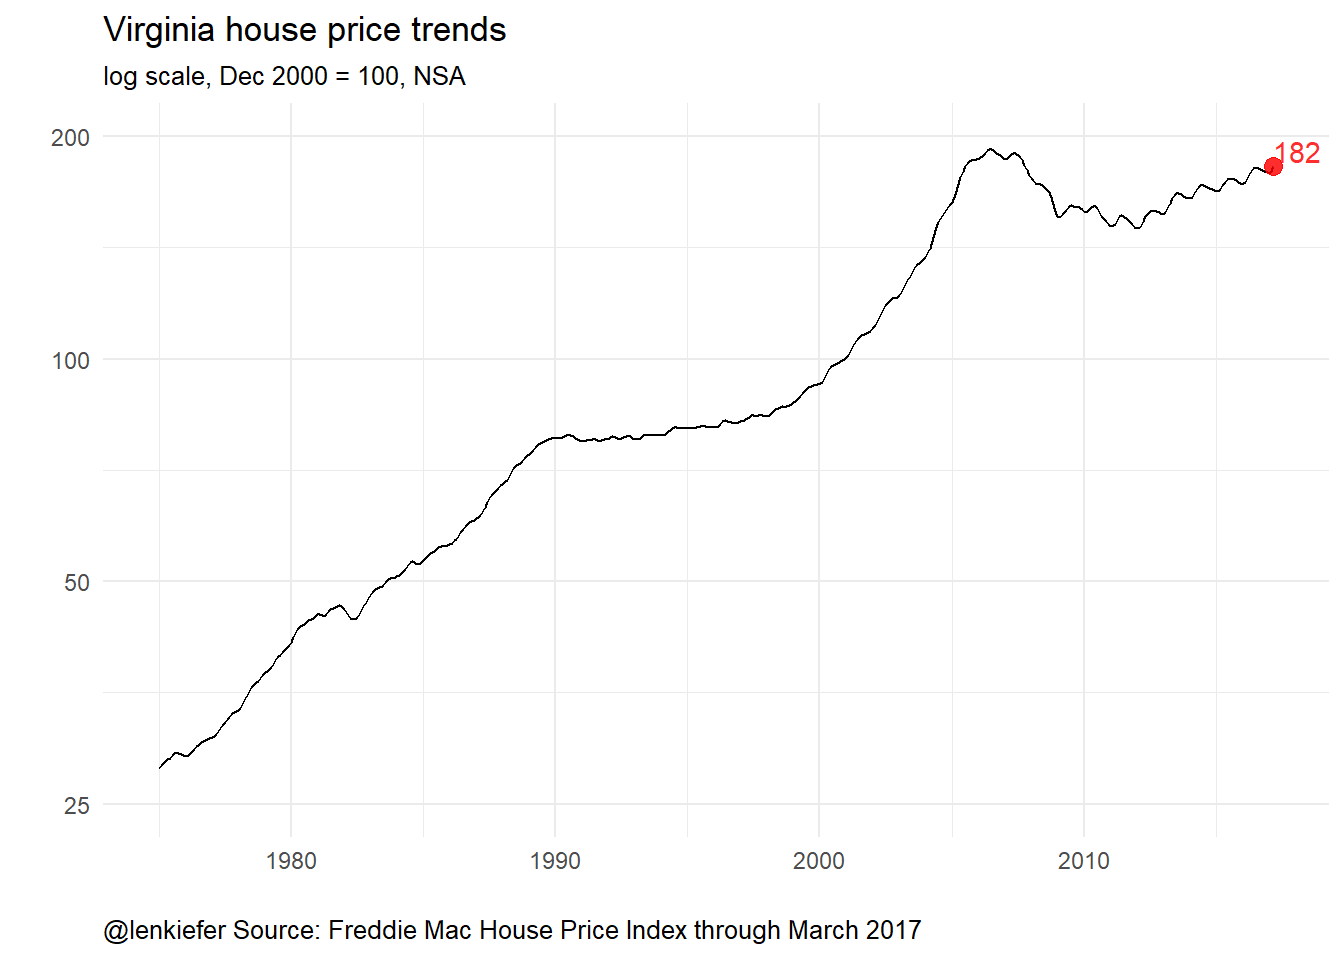 Virginia house price trends
log scale, Dec 2000 = 100, NSA
200
182
100
50
25
1980 1990 2000 2010
@lenkiefer Source: Freddie Mac House Price Index through March 2017